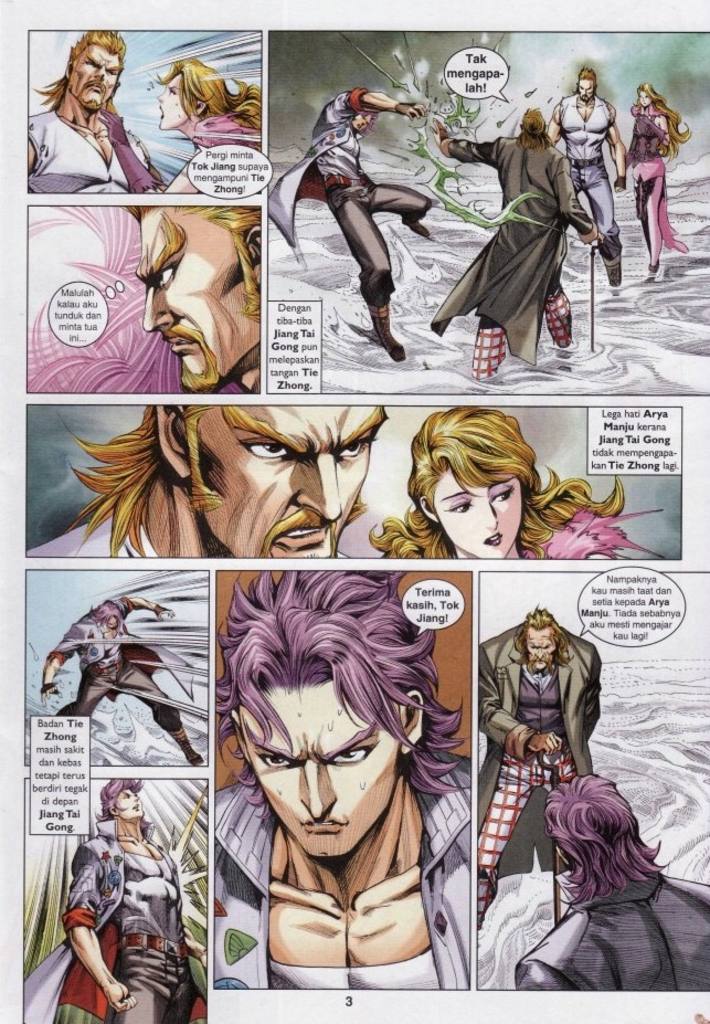 Pergi minta
Tok Jiang supaya
mengampuni Tie
Zhong!
Tak
mengapa-
lah!
Malulah
kalau aku
tunduk dan
minta tua
ini...
Dengan
tiba-tiba
Jiang Tai
Gong pun
melepaskan
tangan Tie
Zhong.
Lega hati Arya
Manju kerana
Jiang Tai Gong
tidak mempengapa-
kan Tie Zhong lagi.
Badan Tie
Zhong
masih sakit
dan kebas
tetapi terus
berdiri tegak
di depan
Jiang Tai
Gong.
Terima
kasih, Tok
Jiang!
Nampaknya
kau masih taat dan
setia kepada Arya
Manju. Tiada sebabnya
aku mesti mengajar
kau lagi!
3